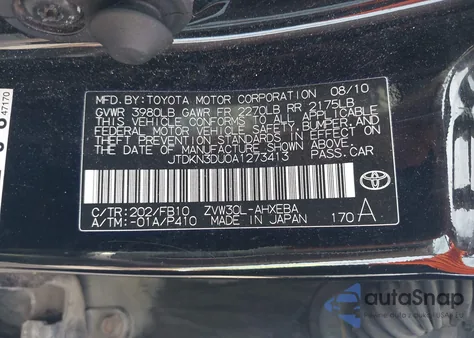 MFD.BY:TOYOTA MOTOR CORPORATION 08/10
GVWR 3980LB GAWR FR 2270LB RR 2175LB
THIS VEHICLE CONFORMS TO ALL APPLICABLE
FEDERAL MOTOR VEHICLE SAFETY, BUMPER, AND
THEFT PREVENTION STANDARDS IN EFFECT ON
THE DATE OF MANUFACTURE SHOWN ABOVE.
JTDKN3DU0A1273413 PASS.CAR
C/TR:202/FB10 ZVW30L-AHXEBA
A/TM:-01A/P410 MADE IN JAPAN 170 A
47170
autoSnap